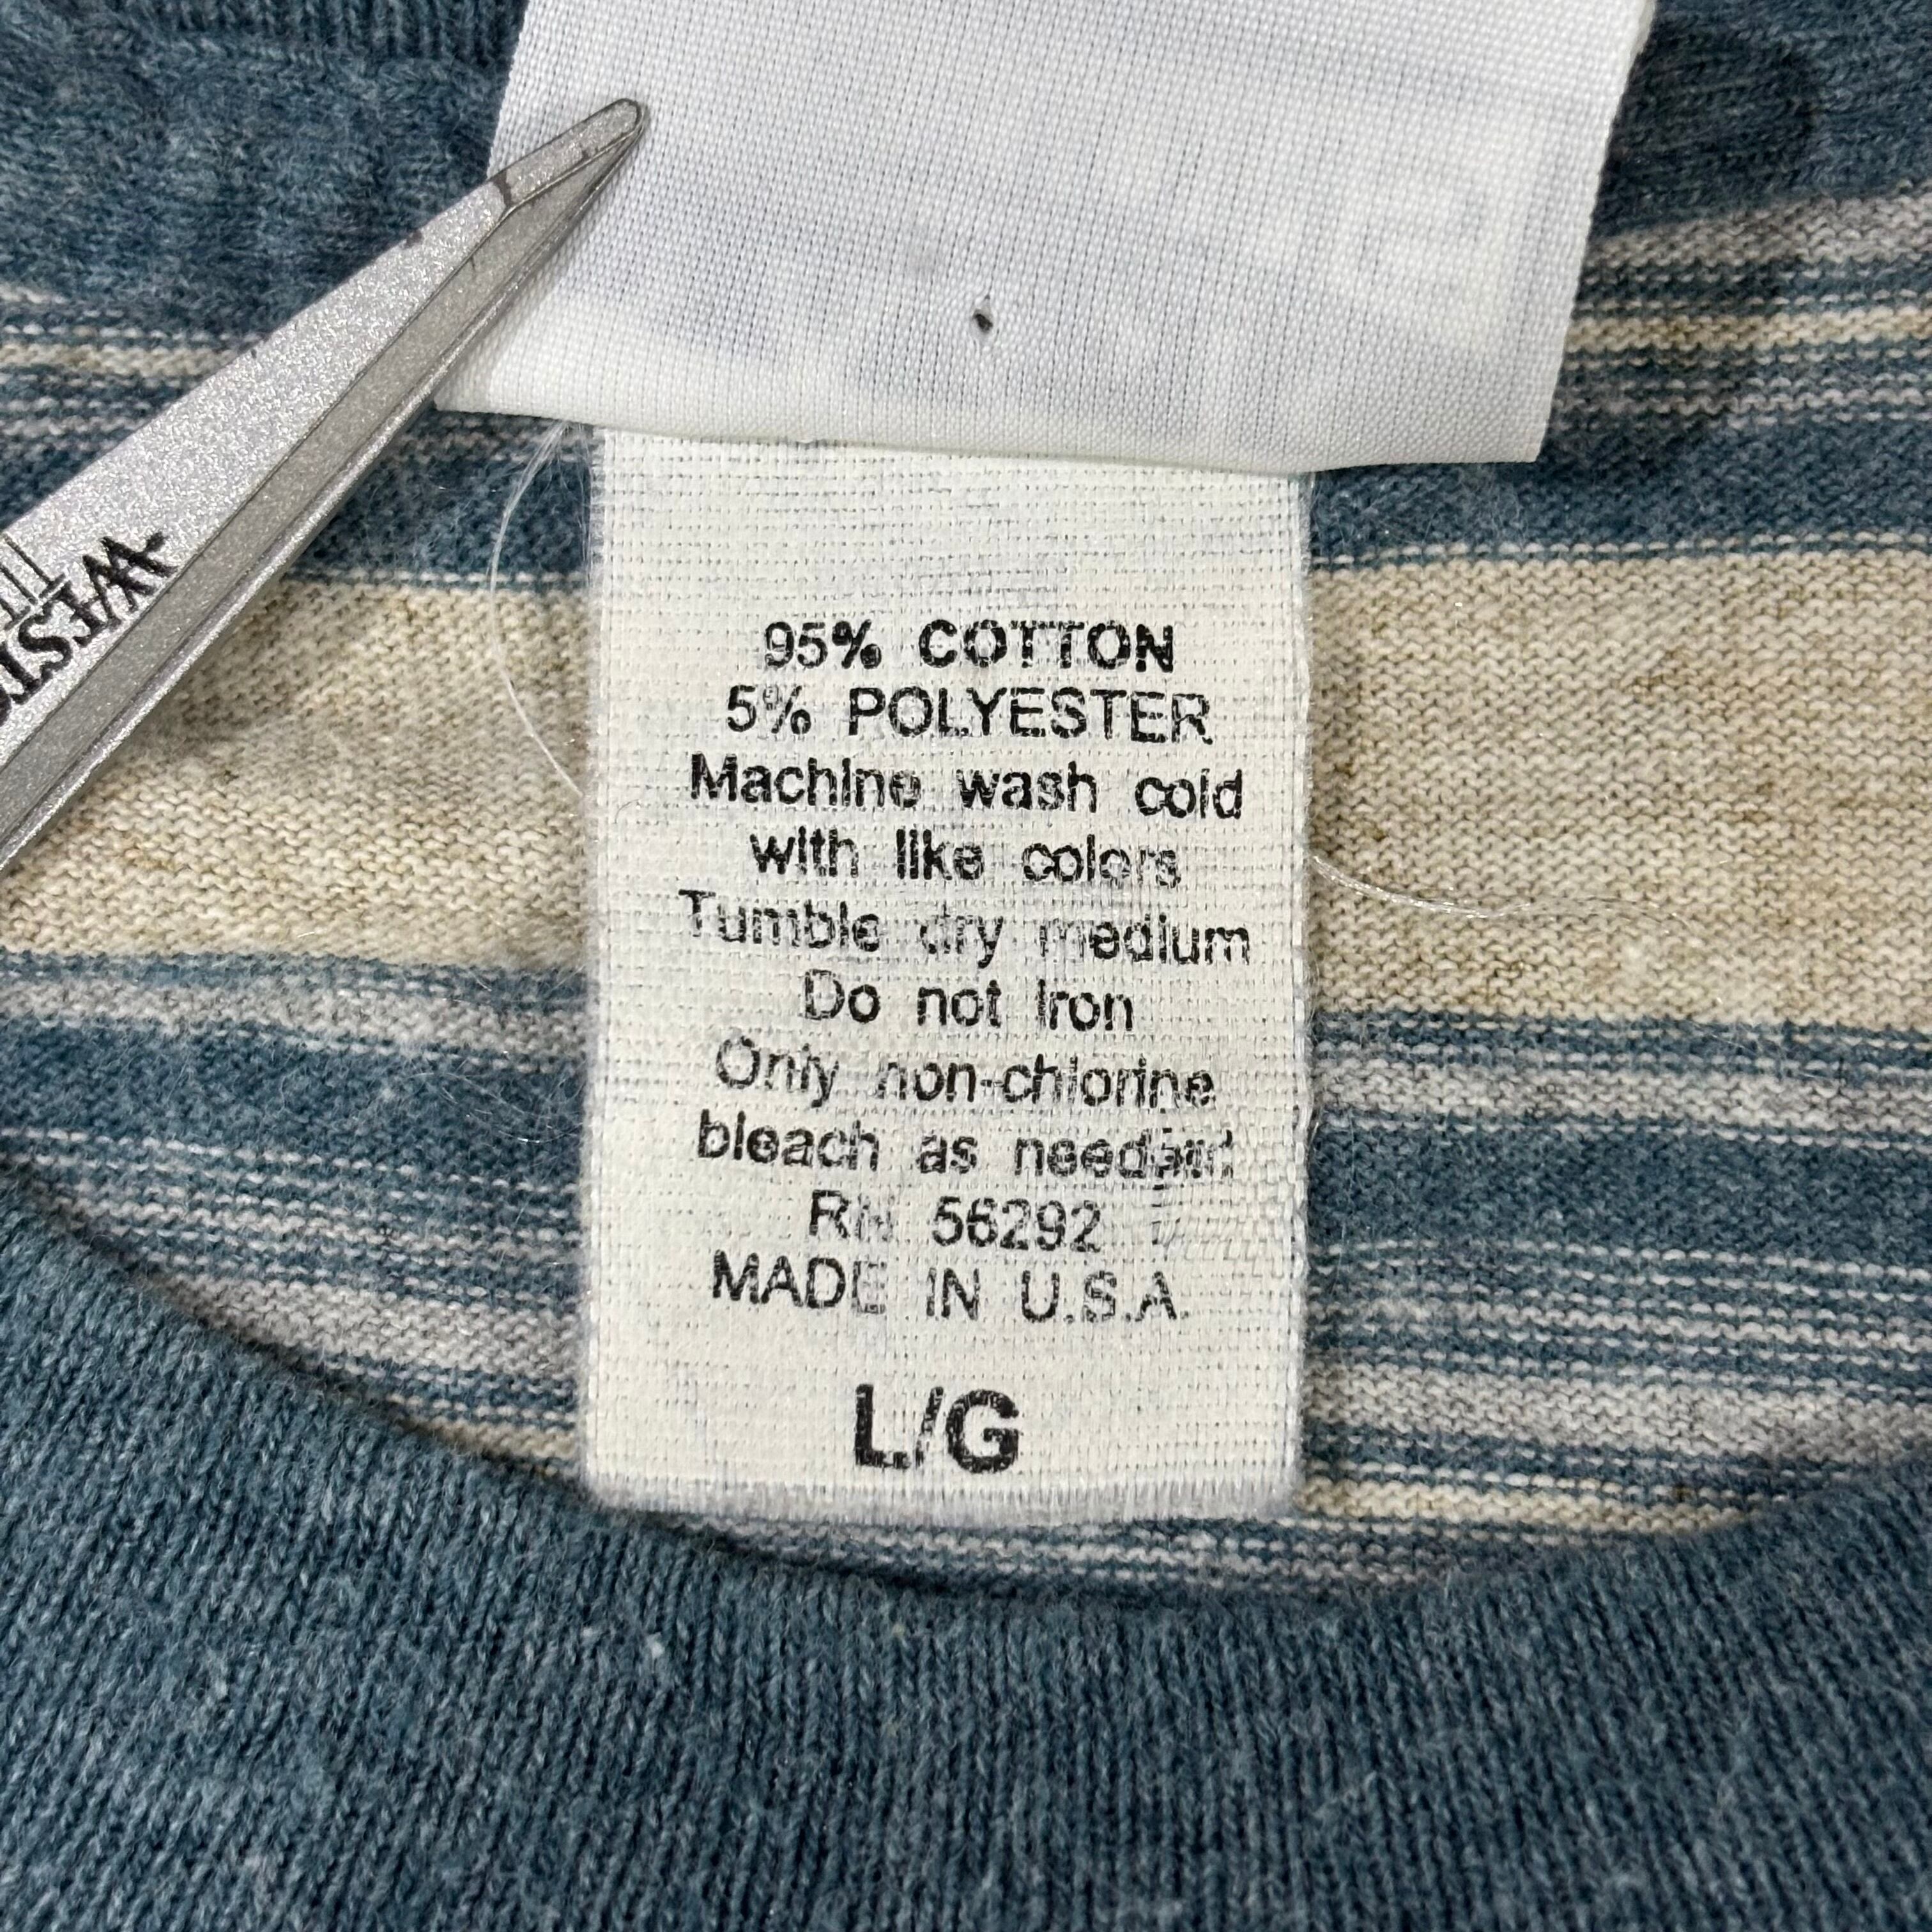 95% COTTON
5% POLYESTER
Machine wash cold
with like colors
Tumble dry medium
Do not iron
Only non-chlorine
bleach as needed
RN 56292
MADE IN U.S.A.
L/G